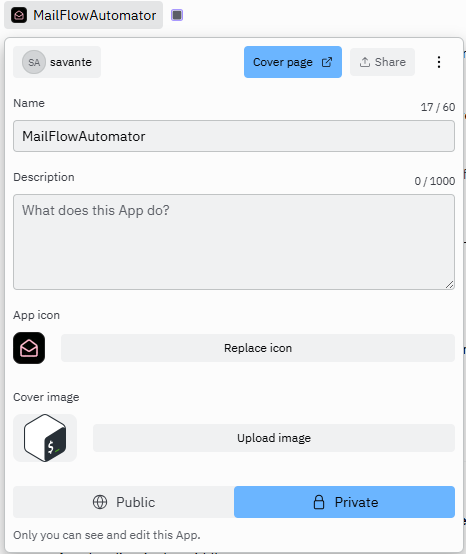 MailFlowAutomator
SA savante Cover page Share
Name
17 / 60
MailFlowAutomator
Description
0 / 1000
What does this App do?
App icon
Replace icon
Cover image
$_
Upload image
Public Private
Only you can see and edit this App.